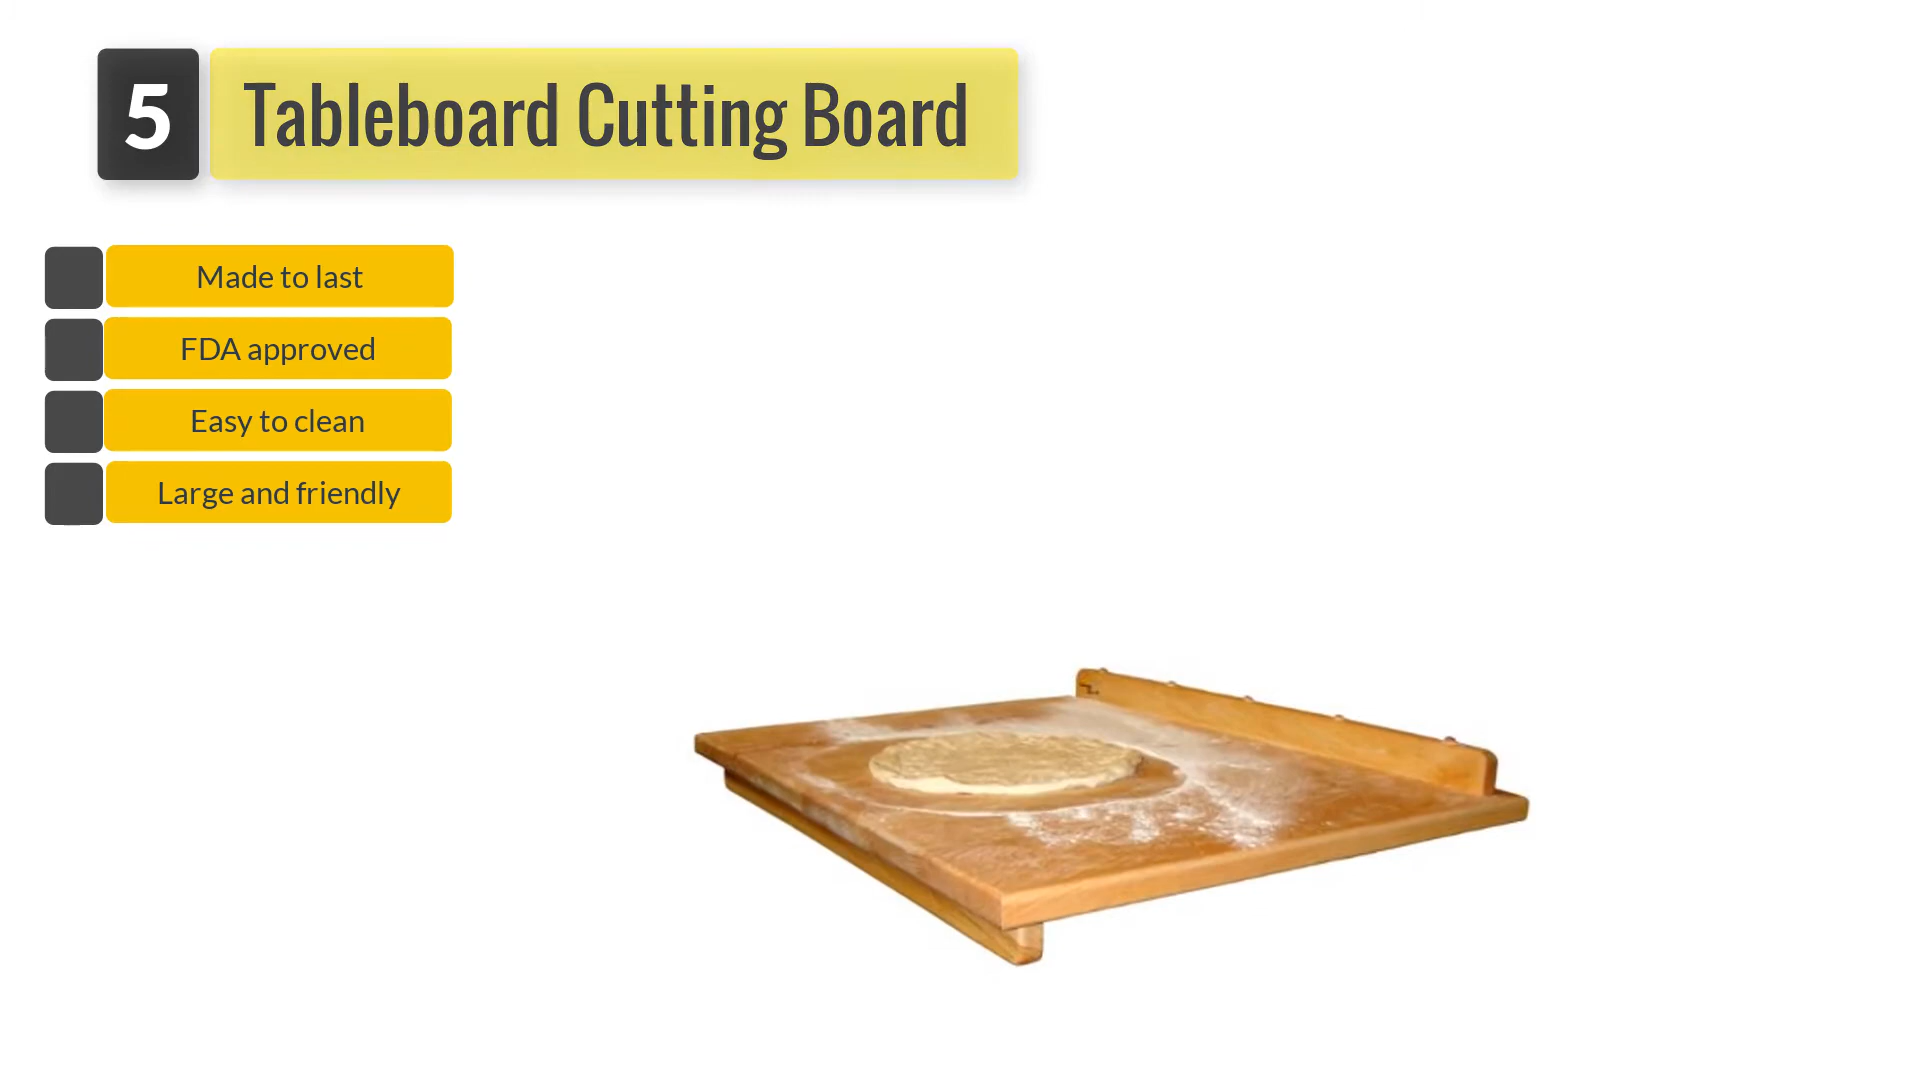 5 Tableboard Cutting Board
Made to last
FDA approved
Easy to clean
Large and friendly